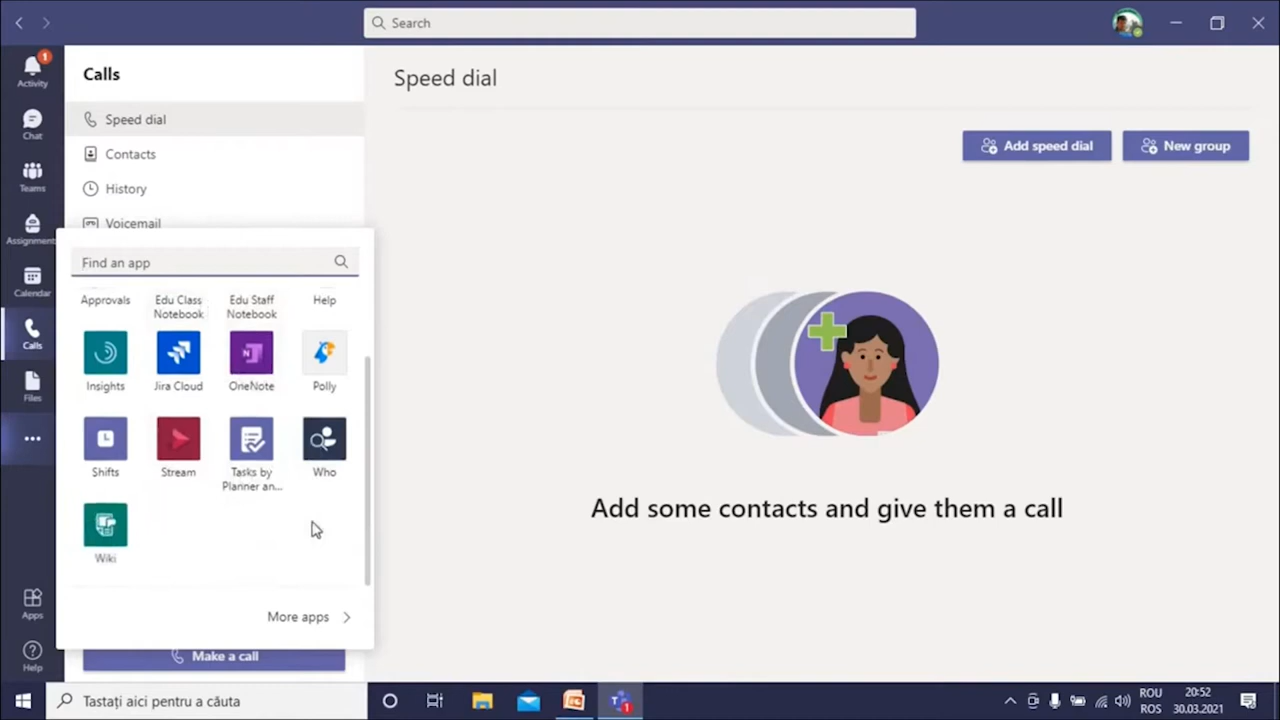 Search
Activity
1
Chat
Teams
Assignment
Calendar
Calls
Files
Apps
Help
Calls
Speed dial
Contacts
History
Voicemail
Find an app
Approvals
Edu Class
Notebook
Edu Staff
Notebook
Help
Insights
Jira Cloud
OneNote
Polly
Shifts
Stream
Tasks by
Planner an...
Who
Wiki
More apps
Make a call
Speed dial
Add speed dial
New group
Add some contacts and give them a call
Tastați aici pentru a căuta
1
ROU
ROS
20:52
30.03.2021